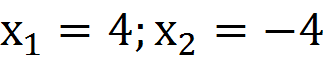 x₁ = 4; x₂ = −4